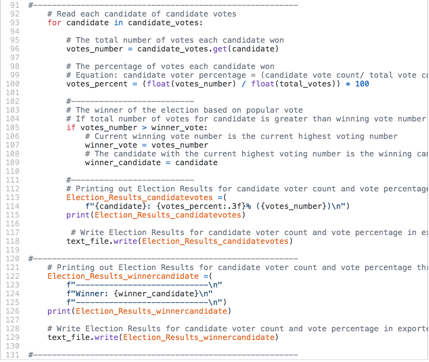 91 #----------------------------------------------------------
92 # Read each candidate of candidate_votes
93 for candidate in candidate_votes:
94
95 # The total number of votes each candidate won
96 votes_number = candidate_votes.get(candidate)
97
98 # The percentage of votes each candidate won
99 # Equation: candidate voter percentage = (candidate vote count/ total vote co
100 votes_percent = (float(votes_number) / float(total_votes)) * 100
101
102 #---------------------------
103 # The winner of the election based on popular vote
104 # If total number of votes for candidate is greater than winning vote number
105 if votes_number > winner_vote:
106 # Current winning vote number is the current highest voting number
107 winner_vote = votes_number
108 # The candidate with the current highest voting number is the winning can
109 winner_candidate = candidate
110
111 #---------------------------
112 # Printing out Election Results for candidate voter count and vote percentage
113 Election_Results_candidatevotes =(
114 f"{candidate}: {votes_percent:.3f}% ({votes_number})\n")
115 print(Election_Results_candidatevotes)
116
117 # Write Election Results for candidate voter count and vote percentage in ex
118 text_file.write(Election_Results_candidatevotes)
119
120 #----------------------------------------------------------
121 # Printing out Election Results for candidate voter count and vote percentage th
122 Election_Results_winnercandidate =(
123 f"----------------------------\n"
124 f"Winner: {winner_candidate}\n"
125 f"----------------------------\n")
126 print(Election_Results_winnercandidate)
127
128 # Write Election Results for candidate voter count and vote percentage in exporte
129 text_file.write(Election_Results_winnercandidate)
130
131 #----------------------------------------------------------